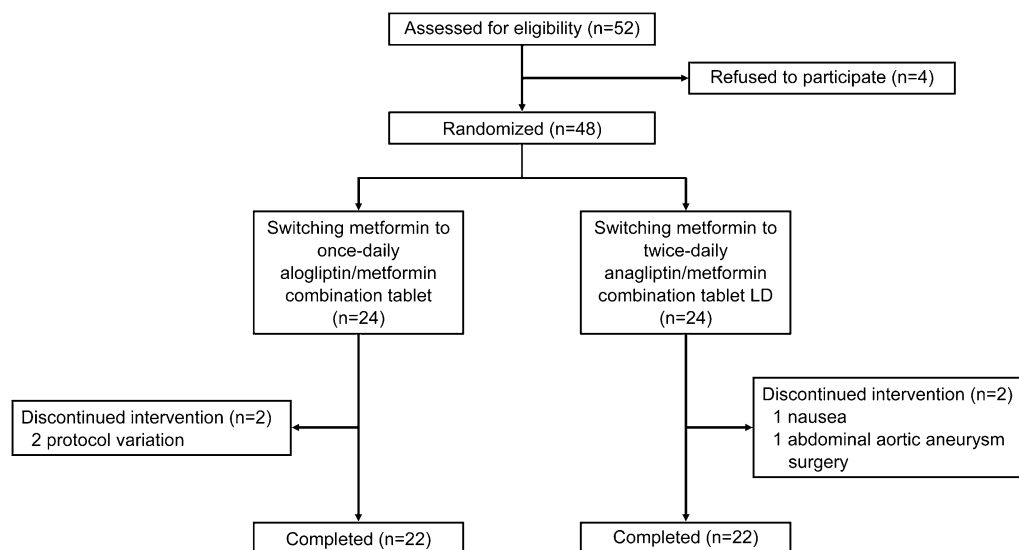 Assessed for eligibility (n=52)
Refused to participate (n=4)
Randomized (n=48)
Switching metformin to
once-daily
alogliptin/metformin
combination tablet
(n=24)
Switching metformin to
twice-daily
anagliptin/metformin
combination tablet LD
(n=24)
Discontinued intervention (n=2)
2 protocol variation
Discontinued intervention (n=2)
1 nausea
1 abdominal aortic aneurysm
surgery
Completed (n=22)
Completed (n=22)